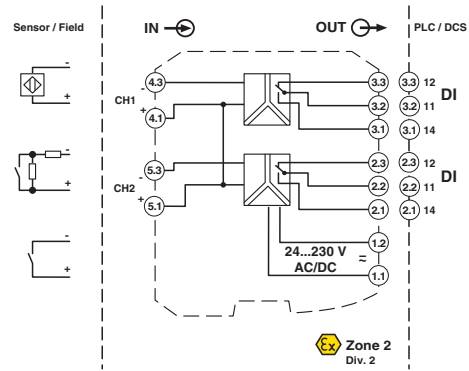 Sensor / Field
IN
OUT
PLC / DCS
-
+
-
+
-
+
CH1
-
4.3
+
4.1
CH2
-
5.3
+
5.1
3.3
3.2
3.1
2.3
2.2
2.1
1.2
1.1
24...230 V
AC/DC
3.3 12
3.2 11
3.1 14
DI
2.3 12
2.2 11
2.1 14
DI
Ex Zone 2
Div. 2